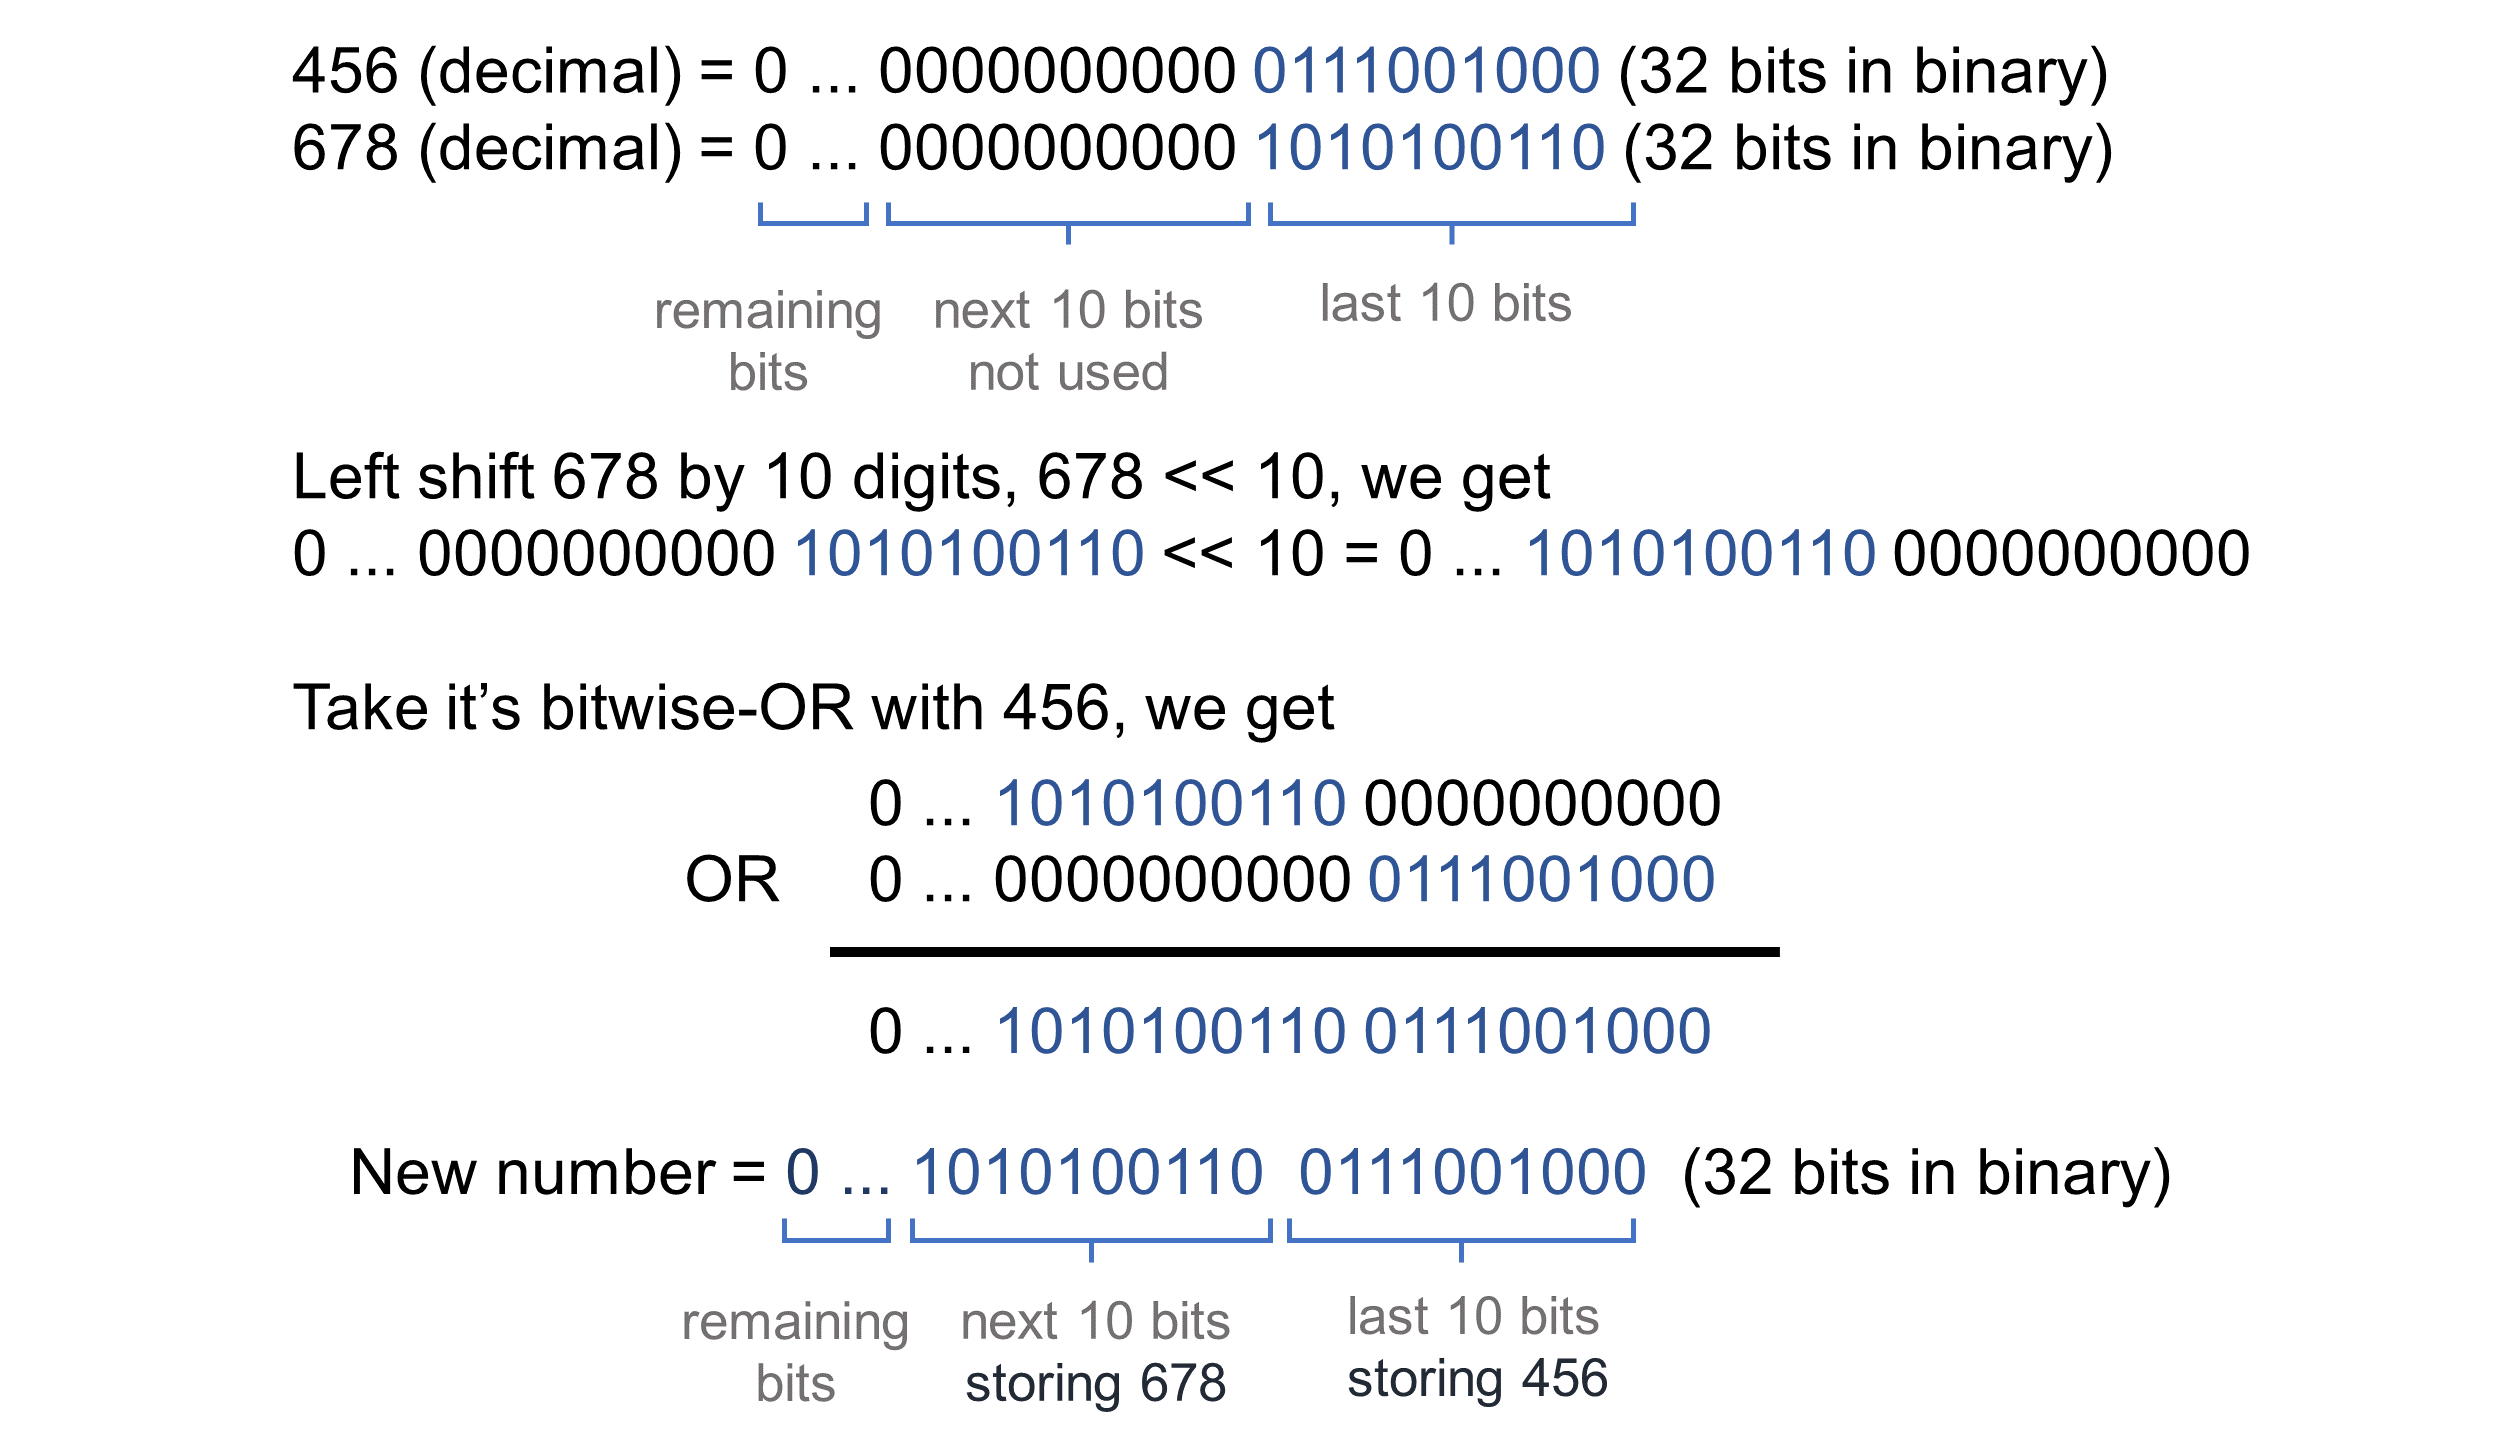 456 (decimal) = 0 ... 0000000000 0111001000 (32 bits in binary)
678 (decimal) = 0 ... 0000000000 1010100110 (32 bits in binary)
remaining bits
next 10 bits not used
last 10 bits
Left shift 678 by 10 digits, 678 << 10, we get
0 ... 0000000000 1010100110 << 10 = 0 ... 1010100110 0000000000
Take it’s bitwise-OR with 456, we get
0 ... 1010100110 0000000000
OR 0 ... 0000000000 0111001000
0 ... 1010100110 0111001000
New number = 0 ... 1010100110 0111001000 (32 bits in binary)
remaining bits
next 10 bits storing 678
last 10 bits storing 456